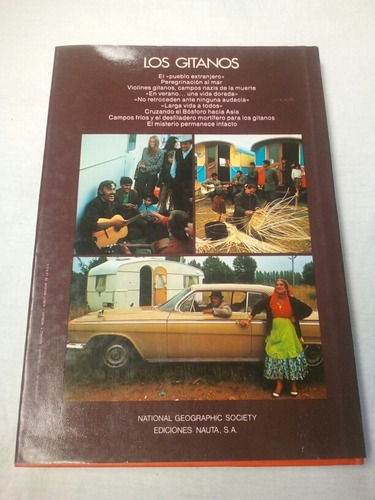 LOS GITANOS
El «pueblo extranjero»
Peregrinación al mar
Violines gitanos, campos nazis de la muerte
«En verano... una vida dorada»
«No retroceden ante ninguna audacia»
«Larga vida a todos»
Cruzando el Bósforo hacia Asia
Campos fríos y el desfiladero mortífero para los gitanos
El misterio permanece intacto
NATIONAL GEOGRAPHIC SOCIETY
EDICIONES NAUTA, S.A.